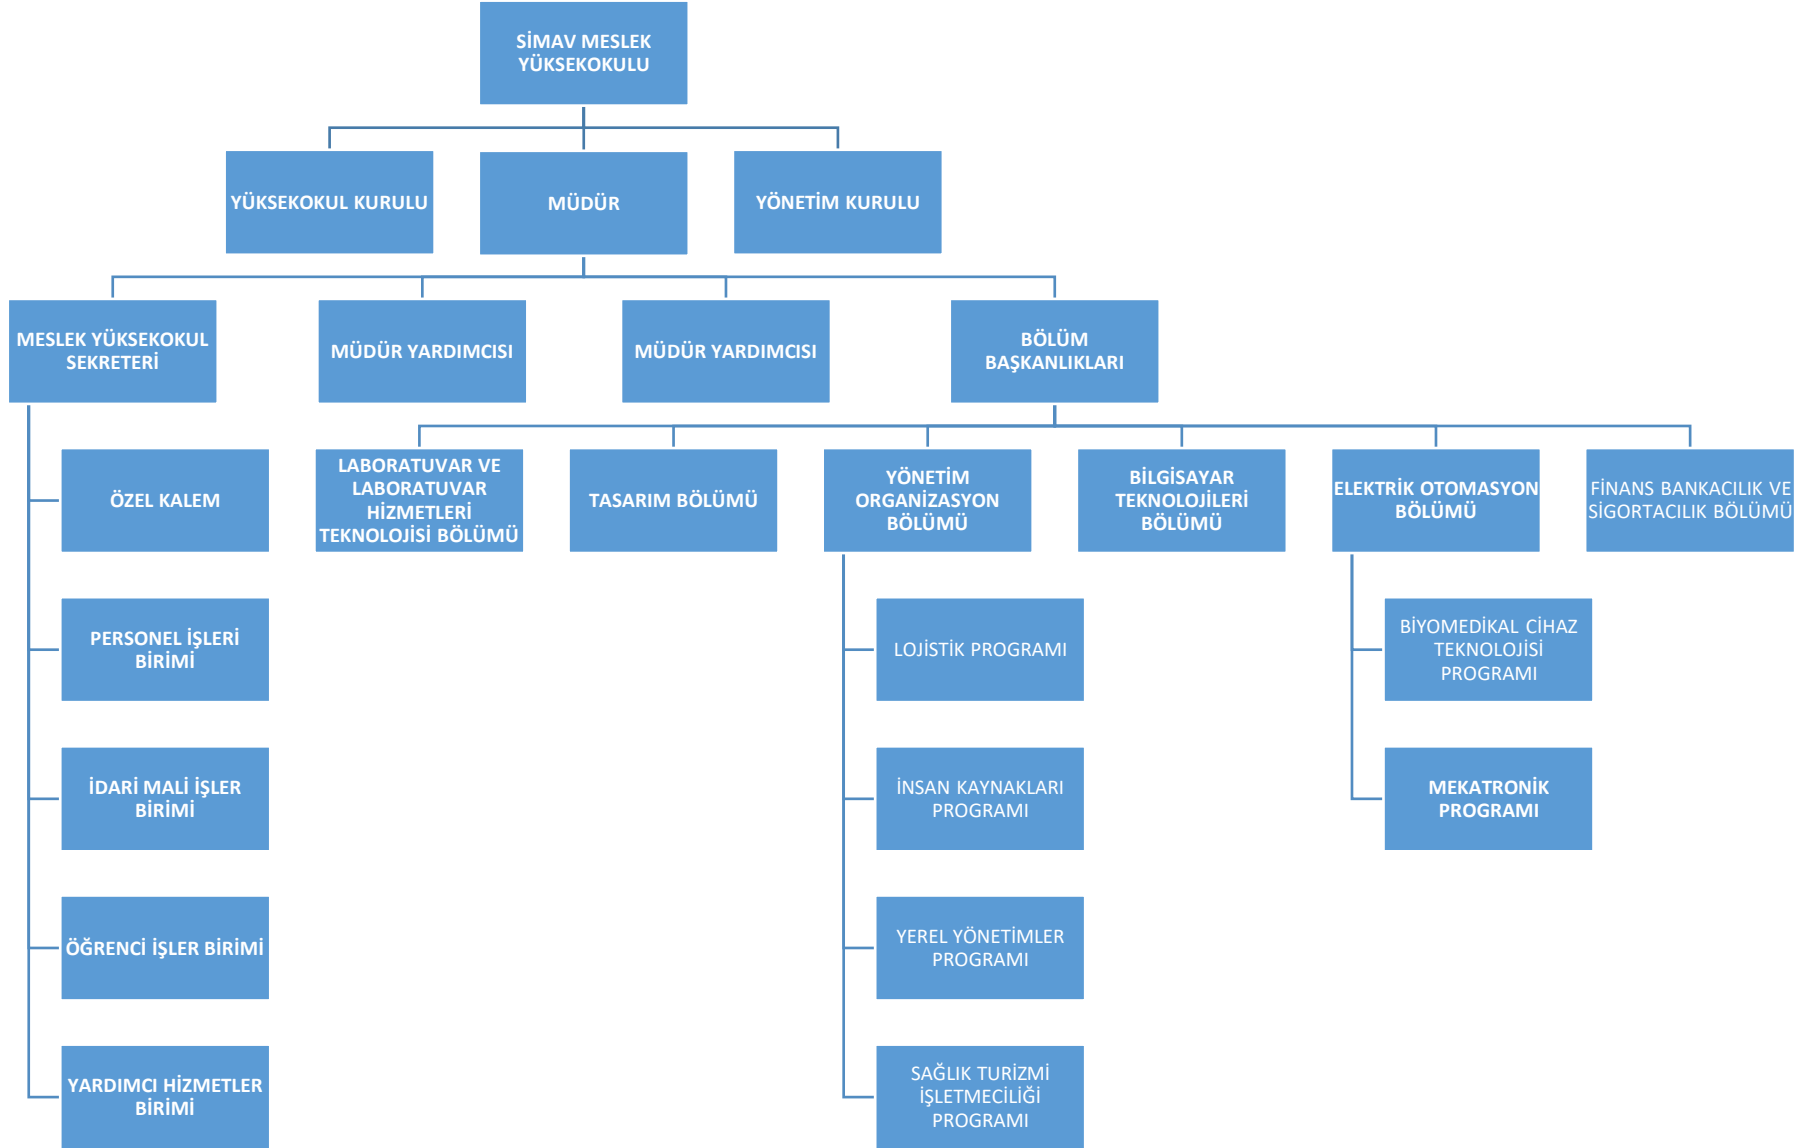 SİMAV MESLEK
YÜKSEKOKULU
YÜKSEKOKUL KURULU
MÜDÜR
YÖNETİM KURULU
MESLEK YÜKSEKOKUL
SEKRETERİ
MÜDÜR YARDIMCISI
MÜDÜR YARDIMCISI
BÖLÜM
BAŞKANLIKLARI
ÖZEL KALEM
LABORATUVAR VE
LABORATUVAR
HİZMETLERİ
TEKNOLOJİSİ BÖLÜMÜ
TASARIM BÖLÜMÜ
YÖNETİM
ORGANİZASYON
BÖLÜMÜ
BİLGİSAYAR
TEKNOLOJİLERİ
BÖLÜMÜ
ELEKTRİK OTOMASYON
BÖLÜMÜ
FİNANS BANKACILIK VE
SİGORTACILIK BÖLÜMÜ
PERSONEL İŞLERİ
BİRİMİ
LOJİSTİK PROGRAMI
BİYOMEDİKAL CİHAZ
TEKNOLOJİSİ
PROGRAMI
İDARİ MALİ İŞLER
BİRİMİ
İNSAN KAYNAKLARI
PROGRAMI
MEKATRONİK
PROGRAMI
ÖĞRENCİ İŞLER BİRİMİ
YEREL YÖNETİMLER
PROGRAMI
YARDIMCI HİZMETLER
BİRİMİ
SAĞLIK TURİZMİ
İŞLETMECİLİĞİ
PROGRAMI